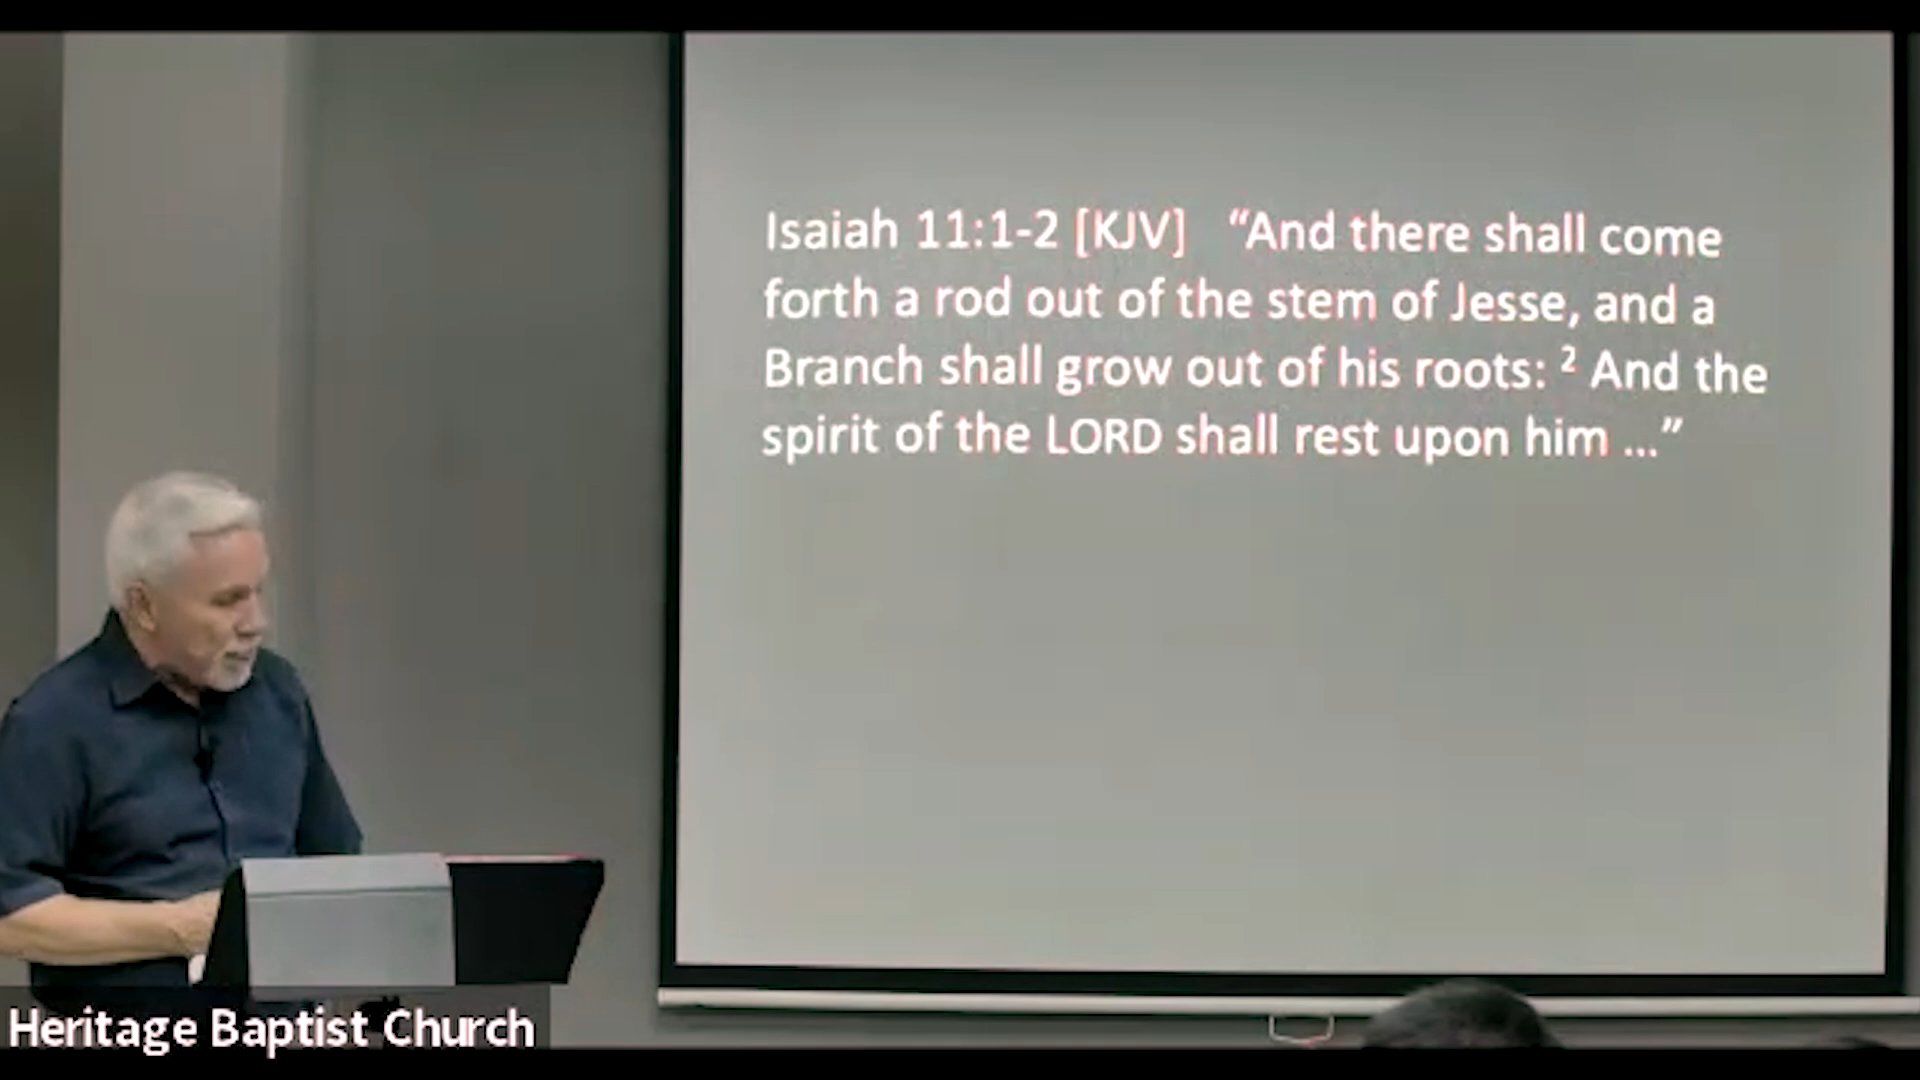 Isaiah 11:1-2 [KJV]   “And there shall come
forth a rod out of the stem of Jesse, and a
Branch shall grow out of his roots: ² And the
spirit of the LORD shall rest upon him ...”
Heritage Baptist Church